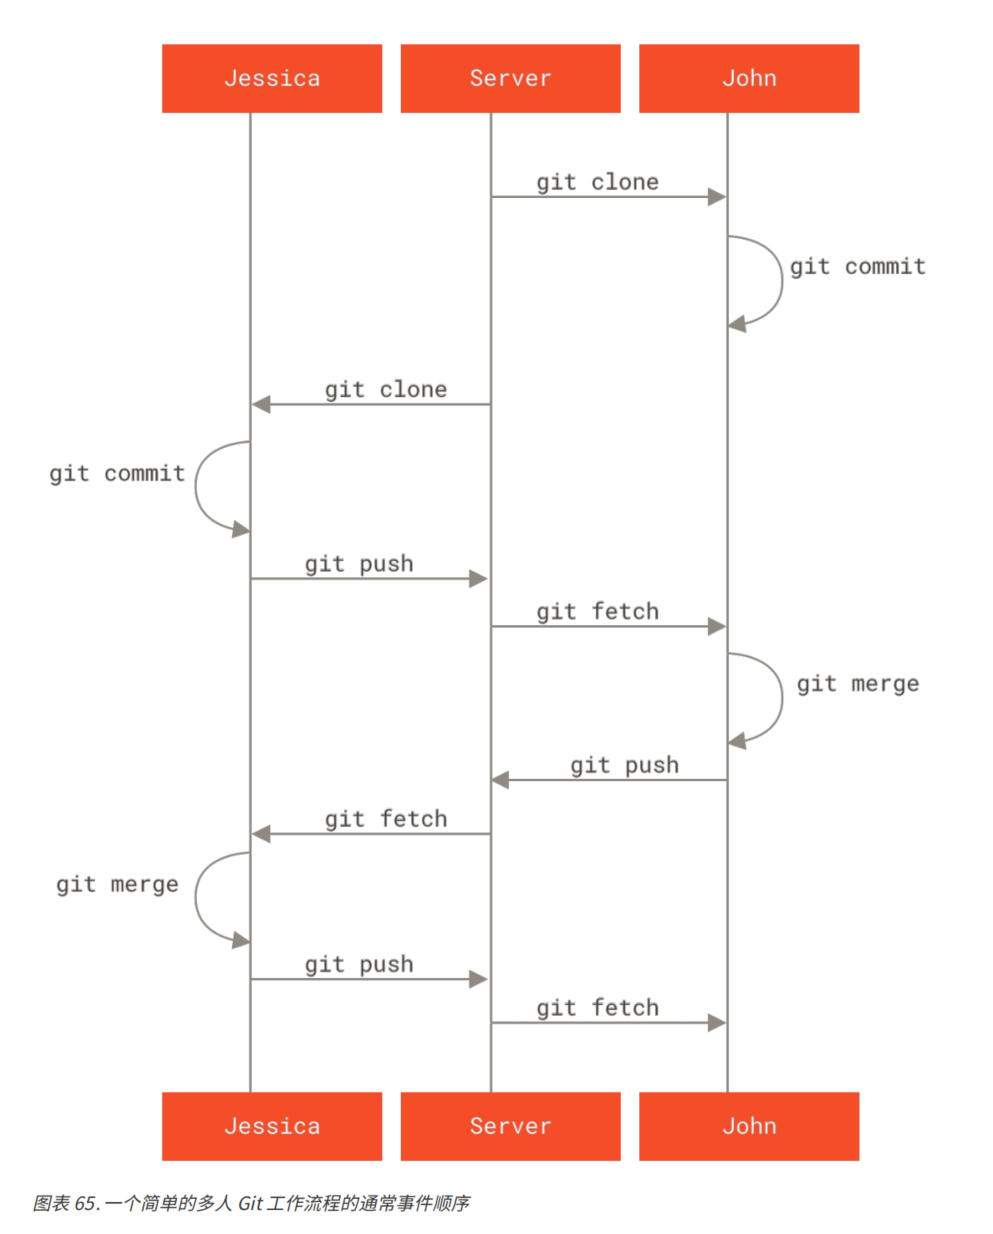 Jessica
Server
John
git clone
git commit
git clone
git commit
git push
git fetch
git merge
git push
git fetch
git merge
git push
git fetch
Jessica
Server
John
图表 65. 一个简单的多人 Git 工作流程的通常事件顺序